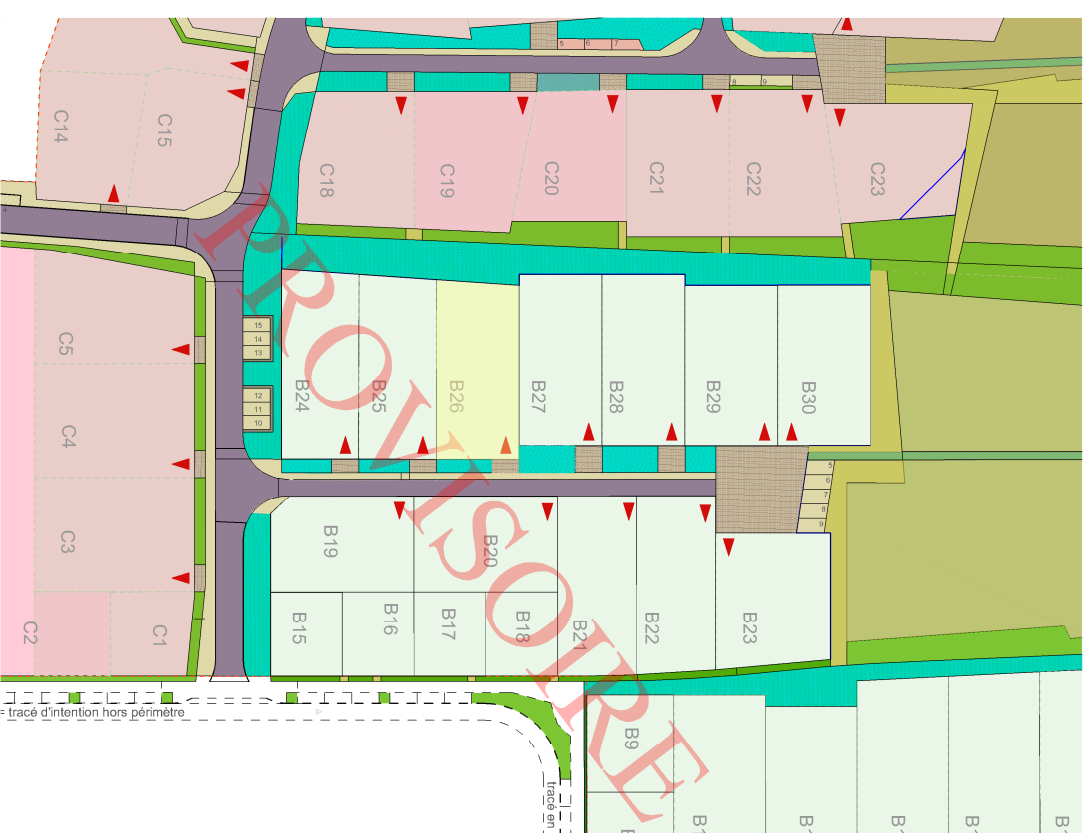 5 6 7
8 9
C14
C15
C18
C19
C20
C21
C22
C23
PROVISOIRE
C5
C4
C3
C2
C1
15
14
13
12
11
10
B24
B25
B26
B27
B28
B29
B30
5
6
7
8
9
B19
B20
B15
B16
B17
B18
B21
B22
B23
= tracé d'intention hors périmètre
tracé en
B9